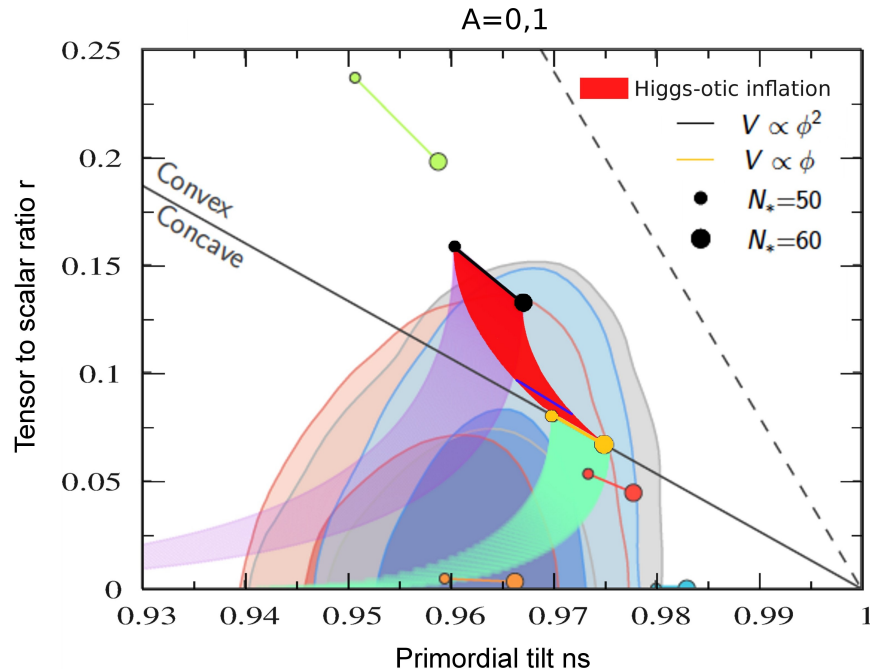 A=0,1
Tensor to scalar ratio r
0.25
0.2
0.15
0.1
0.05
0
Convex
Concave
Higgs-otic inflation
V ∝ ϕ²
V ∝ ϕ
N*=50
N*=60
0.93 0.94 0.95 0.96 0.97 0.98 0.99 1
Primordial tilt ns